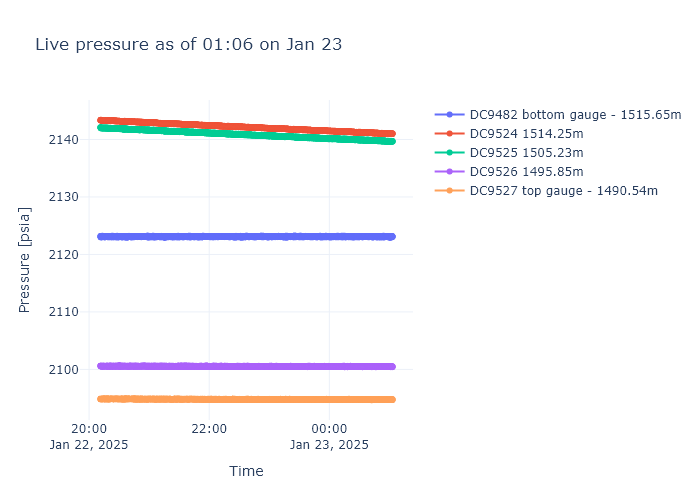 Live pressure as of 01:06 on Jan 23
DC9482 bottom gauge - 1515.65m
DC9524 1514.25m
DC9525 1505.23m
DC9526 1495.85m
DC9527 top gauge - 1490.54m
Pressure [psia]
2140
2130
2120
2110
2100
20:00
Jan 22, 2025
22:00
00:00
Jan 23, 2025
Time